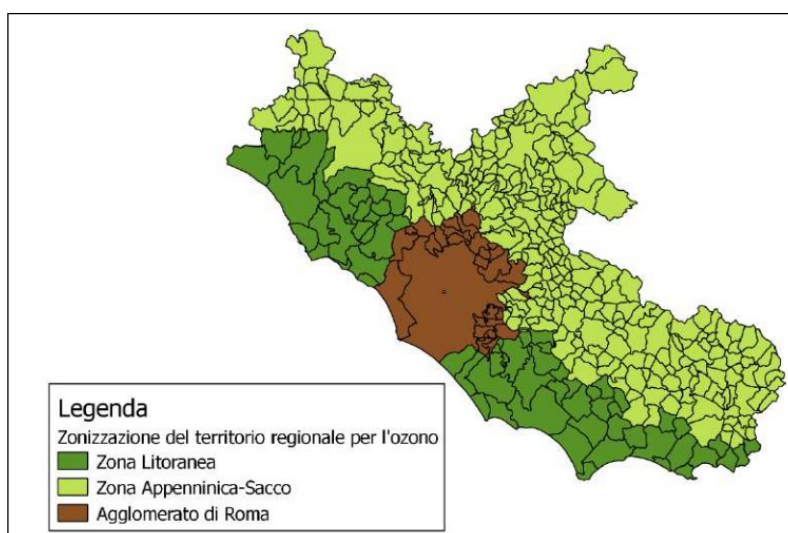 Legenda
Zonizzazione del territorio regionale per l'ozono
Zona Litoranea
Zona Appenninica-Sacco
Agglomerato di Roma